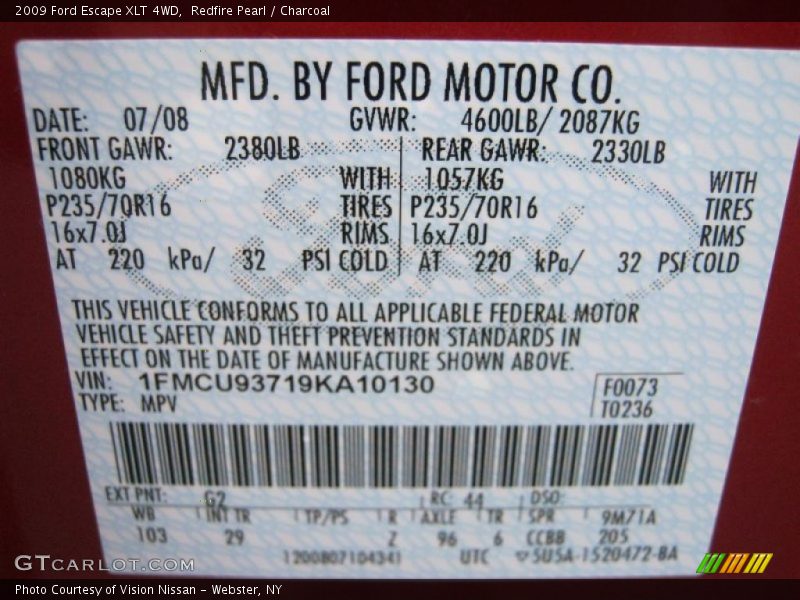 2009 Ford Escape XLT 4WD, Redfire Pearl / Charcoal
MFD. BY FORD MOTOR CO.
DATE: 07/08 GVWR: 4600LB/ 2087KG
FRONT GAWR: 2380LB REAR GAWR: 2330LB
1080KG WITH 1057KG WITH
P235/70R16 TIRES P235/70R16 TIRES
16x7.0J RIMS 16x7.0J RIMS
AT 220 kPa/ 32 PSI COLD AT 220 kPa/ 32 PSI COLD
THIS VEHICLE CONFORMS TO ALL APPLICABLE FEDERAL MOTOR
VEHICLE SAFETY AND THEFT PREVENTION STANDARDS IN
EFFECT ON THE DATE OF MANUFACTURE SHOWN ABOVE.
VIN: 1FMCU93719KA10130 F0073
TYPE: MPV T0236
EXT PNT: G2 RC: 44 DSO:
WB INT TR TP/PS R AXLE TR SPR 9M71A
103 29 Z 96 6 CCBB 205
1200807104341 UTC 5U5A-1520472-BA
GTCARLOT.COM
Photo Courtesy of Vision Nissan - Webster, NY